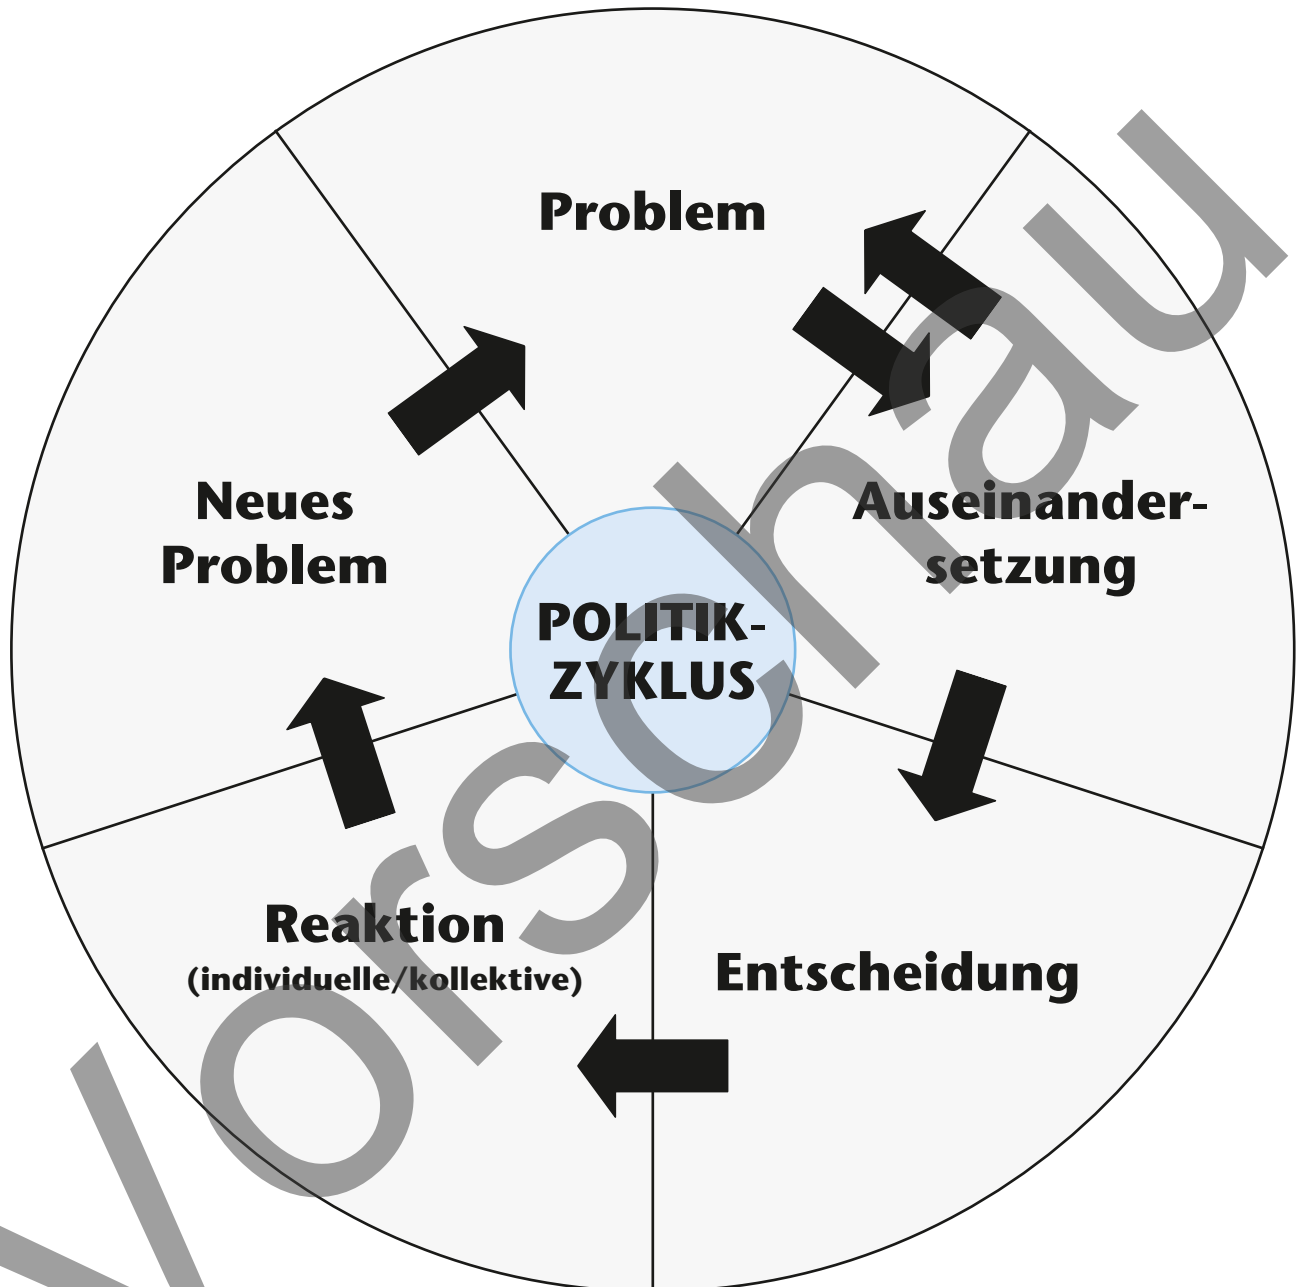 Problem
Auseinander-
setzung
Entscheidung
Reaktion
(individuelle/kollektive)
Neues
Problem
POLITIK-
ZYKLUS
Vorschau